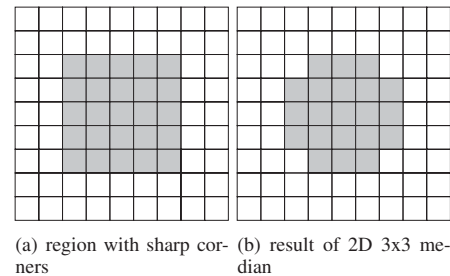 (a) region with sharp cor-
ners
(b) result of 2D 3x3 me-
dian